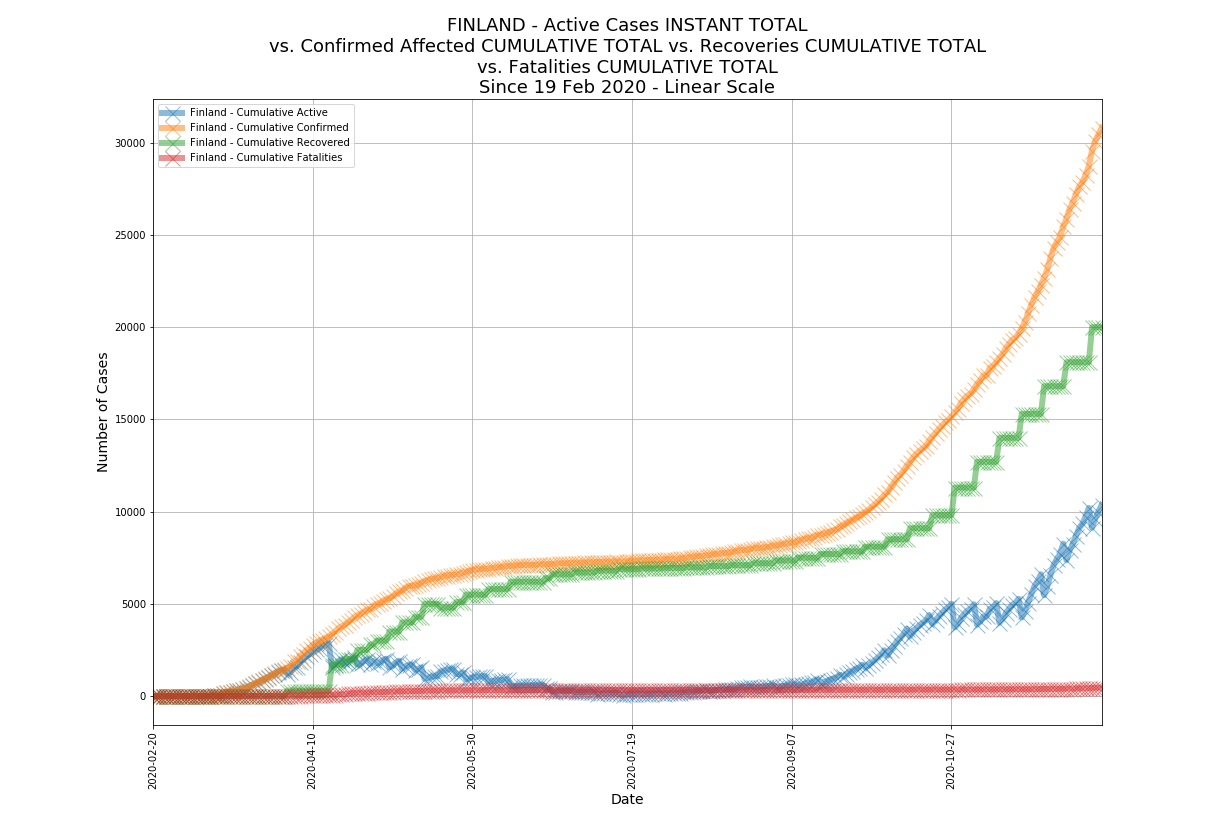 FINLAND - Active Cases INSTANT TOTAL
vs. Confirmed Affected CUMULATIVE TOTAL vs. Recoveries CUMULATIVE TOTAL
vs. Fatalities CUMULATIVE TOTAL
Since 19 Feb 2020 - Linear Scale
Finland - Cumulative Active
Finland - Cumulative Confirmed
Finland - Cumulative Recovered
Finland - Cumulative Fatalities
30000
25000
20000
15000
10000
5000
0
Number of Cases
2020-02-20
2020-04-10
2020-05-30
2020-07-19
2020-09-07
2020-10-27
Date